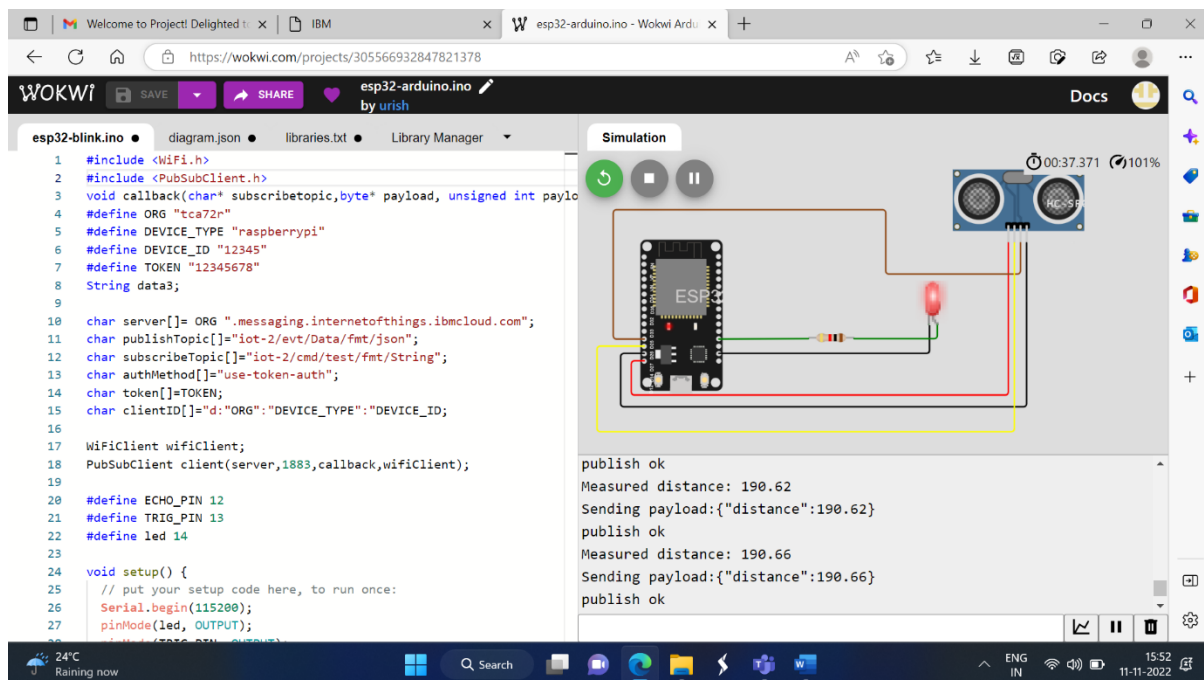 Welcome to Project! Delighted to
IBM
esp32-arduino.ino - Wokwi Ardu
https://wokwi.com/projects/305566932847821378
WOKWI
SAVE
SHARE
esp32-arduino.ino
by urish
Docs
esp32-blink.ino ●
diagram.json ●
libraries.txt ●
Library Manager
1 #include <WiFi.h>
2 #include <PubSubClient.h>
3 void callback(char* subscribetopic,byte* payload, unsigned int paylo
4 #define ORG "tca72r"
5 #define DEVICE_TYPE "raspberrypi"
6 #define DEVICE_ID "12345"
7 #define TOKEN "12345678"
8 String data3;
9
10 char server[]= ORG ".messaging.internetofthings.ibmcloud.com";
11 char publishTopic[]="iot-2/evt/Data/fmt/json";
12 char subscribeTopic[]="iot-2/cmd/test/fmt/String";
13 char authMethod[]="use-token-auth";
14 char token[]=TOKEN;
15 char clientID[]="d:"ORG":"DEVICE_TYPE":"DEVICE_ID;
16
17 WiFiClient wifiClient;
18 PubSubClient client(server,1883,callback,wifiClient);
19
20 #define ECHO_PIN 12
21 #define TRIG_PIN 13
22 #define led 14
23
24 void setup() {
25 // put your setup code here, to run once:
26 Serial.begin(115200);
27 pinMode(led, OUTPUT);
Simulation
00:37.371 101%
HC-SR
ESP3
publish ok
Measured distance: 190.62
Sending payload:{"distance":190.62}
publish ok
Measured distance: 190.66
Sending payload:{"distance":190.66}
publish ok
24°C
Raining now
Search
ENG
IN
15:52
11-11-2022